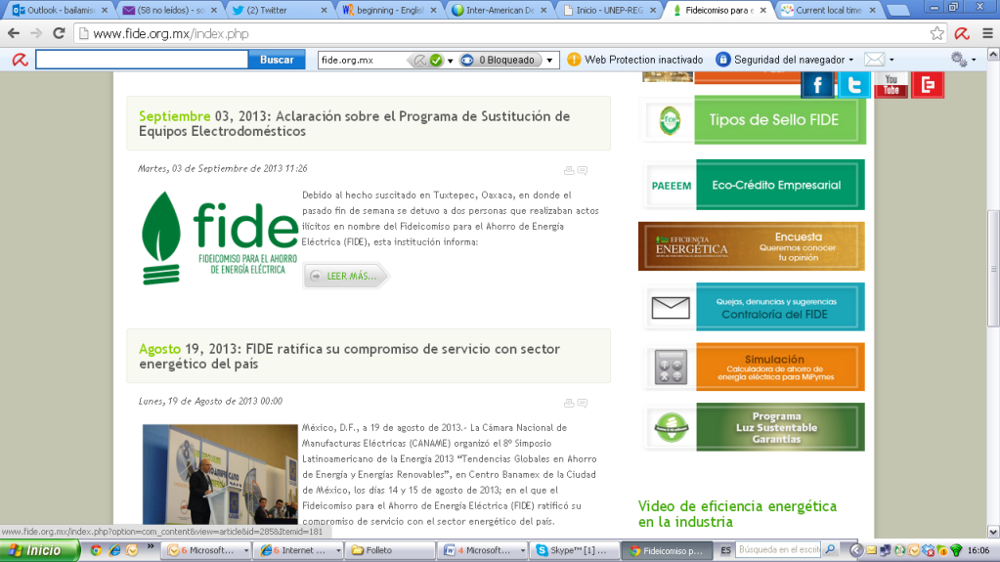 Outlook - bailamis
(58 no leídos) - so
(2) Twitter
beginning - English
Inter-American De
Inicio - UNEP-REG
Fideicomiso para e
Current local time
www.fide.org.mx/index.php
Buscar
fide.org.mx
0 Bloqueado
Web Protection inactivado
Seguridad del navegador
Septiembre 03, 2013: Aclaración sobre el Programa de Sustitución de
Equipos Electrodomésticos
Martes, 03 de Septiembre de 2013 11:26
fide
FIDEICOMISO PARA EL AHORRO
DE ENERGÍA ELÉCTRICA
Debido al hecho suscitado en Tuxtepec, Oaxaca, en donde el
pasado fin de semana se detuvo a dos personas que realizaban actos
ilícitos en nombre del Fideicomiso para el Ahorro de Energía
Eléctrica (FIDE), esta institución informa:
LEER MÁS...
Agosto 19, 2013: FIDE ratifica su compromiso de servicio con sector
energético del país
Lunes, 19 de Agosto de 2013 00:00
México, D.F., a 19 de agosto de 2013.- La Cámara Nacional de
Manufacturas Eléctricas (CANAME) organizó el 8º Simposio
Latinoamericano de la Energía 2013 “Tendencias Globales en Ahorro
de Energía y Energías Renovables”, en Centro Banamex de la Ciudad
de México, los días 14 y 15 de agosto de 2013; en el que el
Fideicomiso para el Ahorro de Energía Eléctrica (FIDE) ratificó su
compromiso de servicio con el sector energético del país.
You
Tube
fide
Tipos de Sello FIDE
PAEEEM
Eco-Crédito Empresarial
EFICIENCIA
ENERGÉTICA
Encuesta
Queremos conocer
tu opinión
Quejas, denuncias y sugerencias
Contraloría del FIDE
Simulación
Calculadora de ahorro de
energía eléctrica para MiPymes
Programa
Luz Sustentable
Garantías
Video de eficiencia energética
en la industria
www.fide.org.mx/index.php?option=com_content&view=article&id=285&Itemid=181
Inicio
6 Microsoft...
6 Internet ...
Folleto
4 Microsoft...
Skype™ [1] ...
Fideicomiso p...
ES
Búsqueda en el escrit
16:06